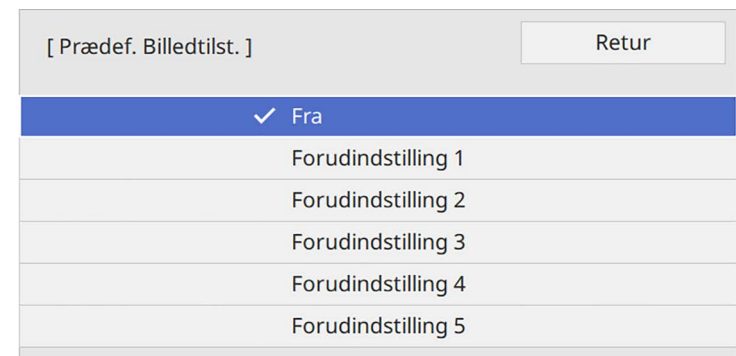 [ Prædef. Billedtilst. ]
Retur
Fra
Forudindstilling 1
Forudindstilling 2
Forudindstilling 3
Forudindstilling 4
Forudindstilling 5